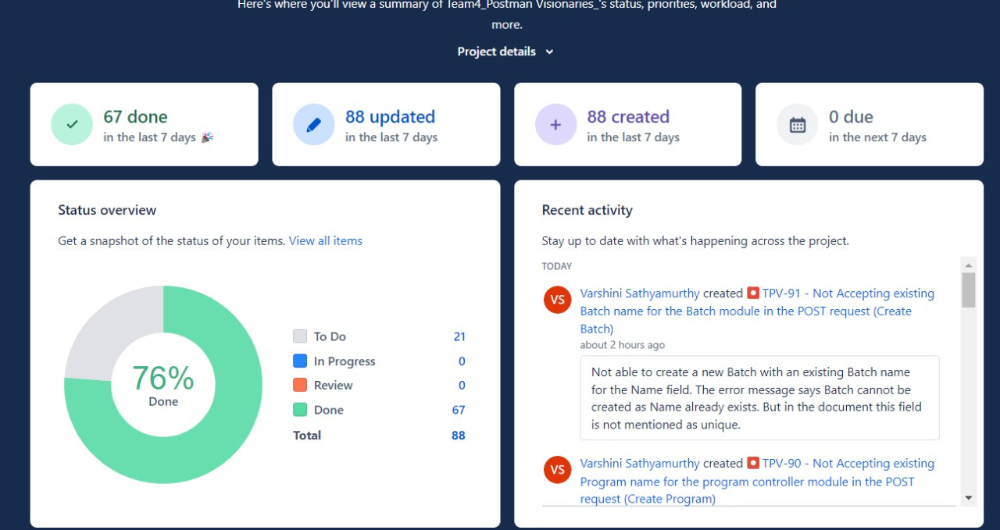 Here's where you'll view a summary of Team4_Postman Visionaries_'s status, priorities, workload, and
more.
Project details
67 done
in the last 7 days
88 updated
in the last 7 days
88 created
in the last 7 days
0 due
in the next 7 days
Status overview
Get a snapshot of the status of your items. View all items
76%
Done
To Do 21
In Progress 0
Review 0
Done 67
Total 88
Recent activity
Stay up to date with what's happening across the project.
TODAY
VS
Varshini Sathyamurthy created TPV-91 - Not Accepting existing
Batch name for the Batch module in the POST request (Create
Batch)
about 2 hours ago
Not able to create a new Batch with an existing Batch name
for the Name field. The error message says Batch cannot be
created as Name already exists. But in the document this field
is not mentioned as unique.
VS
Varshini Sathyamurthy created TPV-90 - Not Accepting existing
Program name for the program controller module in the POST
request (Create Program)